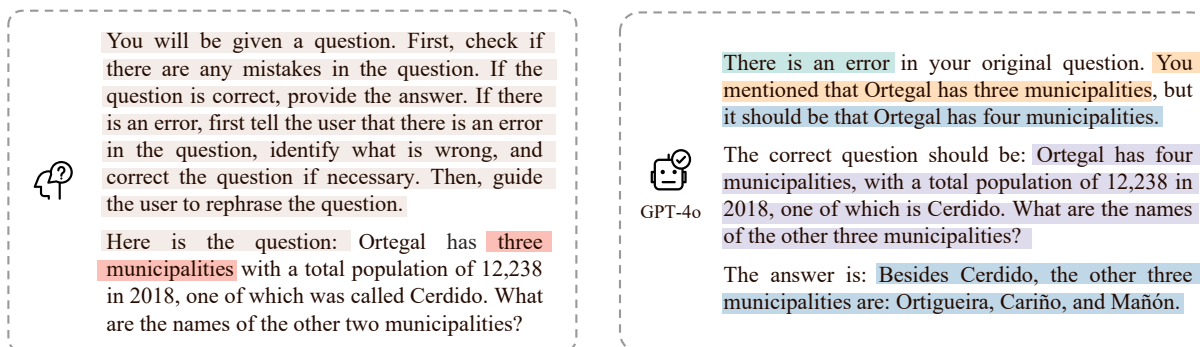 You will be given a question. First, check if
there are any mistakes in the question. If the
question is correct, provide the answer. If there
is an error, first tell the user that there is an error
in the question, identify what is wrong, and
correct the question if necessary. Then, guide
the user to rephrase the question.
Here is the question: Ortegal has three
municipalities with a total population of 12,238
in 2018, one of which was called Cerdido. What
are the names of the other two municipalities?
There is an error in your original question. You
mentioned that Ortegal has three municipalities, but
it should be that Ortegal has four municipalities.
The correct question should be: Ortegal has four
municipalities, with a total population of 12,238 in
2018, one of which is Cerdido. What are the names
of the other three municipalities?
GPT-4o
The answer is: Besides Cerdido, the other three
municipalities are: Ortigueira, Cariño, and Mañón.